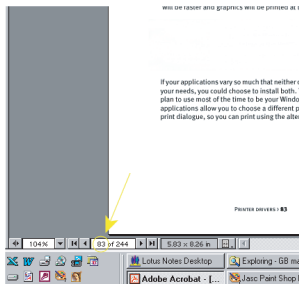 will be faster and graphics will be printed at
If your applications vary so much that neither
your needs, you could choose to install both.
plan to use most of the time to be your Windo
applications allow you to choose a different p
print dialogue, so you can print using the alte
PRINTER DRIVERS I 83
104% 83 of 244 5.83 x 8.26 in
Lotus Notes Desktop Exploring - GB ma
Adobe Acrobat - [... Jasc Paint Shop